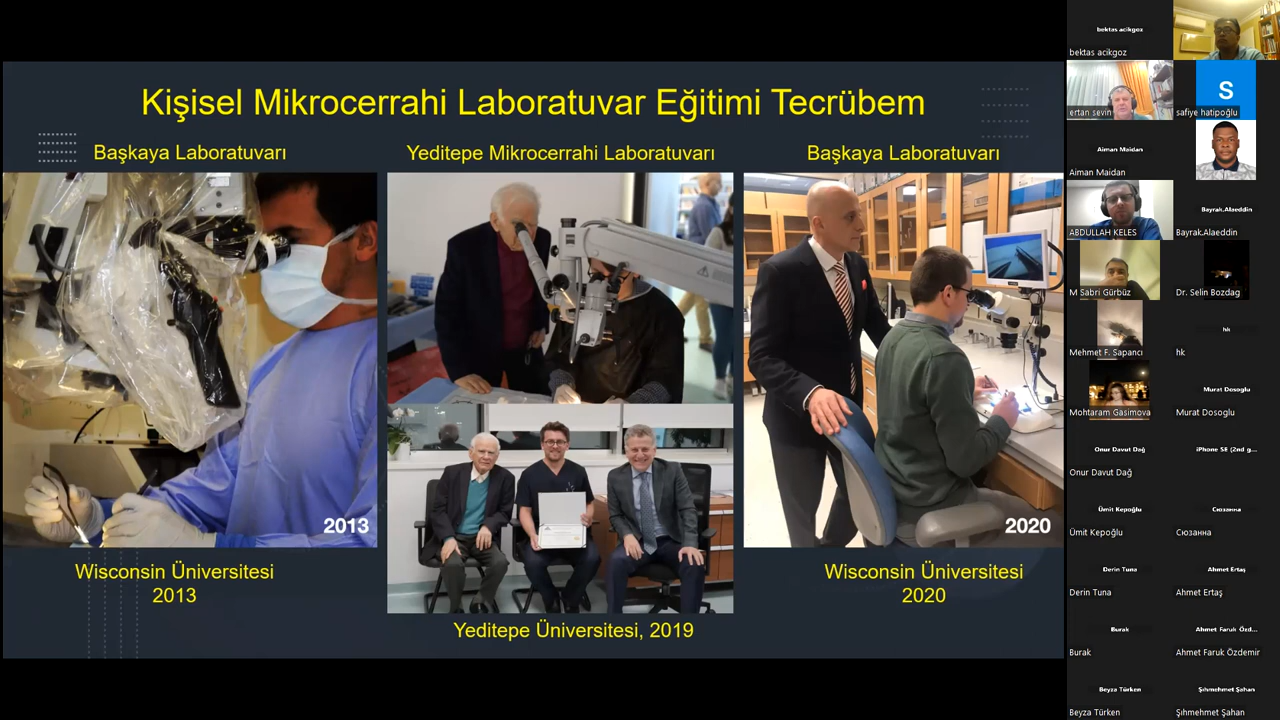 Kişisel Mikrocerrahi Laboratuvar Eğitimi Tecrübem
Başkaya Laboratuvarı
Yeditepe Mikrocerrahi Laboratuvarı
Başkaya Laboratuvarı
2013
2020
Wisconsin Üniversitesi
2013
Yeditepe Üniversitesi, 2019
Wisconsin Üniversitesi
2020
bektas acikgoz
bektas acikgoz
ertan sevin
S
safiye hatipoğlu
Aiman Maidan
Aiman Maidan
ABDULLAH KELES
Bayrak.Alaeddin
Bayrak.Alaeddin
M Sabri Gürbüz
Dr. Selin Bozdag
Mehmet F. Sapancı
hk
hk
Mohtaram Gasimova
Murat Dosoglu
Murat Dosoglu
Onur Davut Dağ
Onur Davut Dağ
iPhone SE (2nd g...
Ümit Kepoğlu
Ümit Kepoğlu
Сюзанна
Сюзанна
Derin Tuna
Derin Tuna
Ahmet Ertaş
Ahmet Ertaş
Burak
Burak
Ahmet Faruk Özd...
Ahmet Faruk Özdemir
Beyza Türken
Beyza Türken
Şıhmehmet Şahan
Şıhmehmet Şahan